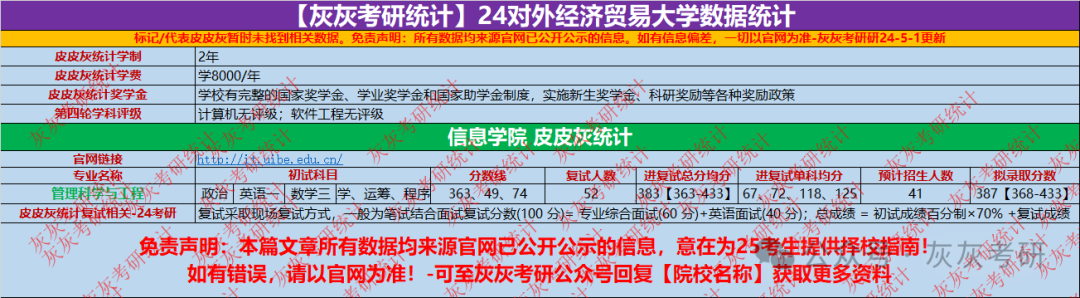 【灰灰考研统计】24对外经济贸易大学数据统计
标记/代表皮皮灰暂时未找到相关数据。免责声明：所有数据均来源官网已公开公示的信息。如有信息偏差，一切以官网为准-灰灰考研研24-5-1更新
皮皮灰统计学制 2年
皮皮灰统计学费 学8000/年
皮皮灰统计奖学金 学校有完整的国家奖学金、学业奖学金和国家助学金制度，实施新生奖学金、科研奖励等各种奖励政策
第四轮学科评级 计算机无评级；软件工程无评级
信息学院 皮皮灰统计
官网链接 http://it.uibe.edu.cn/
专业名称 初试科目 分数线 复试人数 进复试总分均分 进复试单科均分 预计招生人数 拟录取分数
管理科学与工程 政治 英语一 数学三 学、运筹、程序 363、49、74 52 383【363-433】 67、72、118、125 41 387【368-433】
皮皮灰统计复试相关-24考研 复试采取现场复试方式，一般为笔试结合面试复试分数(100 分)= 专业综合面试(60 分)+英语面试(40 分)；总成绩 = 初试成绩百分制×70% +复试成绩
免责声明：本篇文章所有数据均来源官网已公开公示的信息，意在为25考生提供择校指南！
如有错误，请以官网为准！-可至灰灰考研公众号回复【院校名称】获取更多资料
公众号·灰灰考研